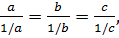 a/(1/a) = b/(1/b) = c/(1/c),